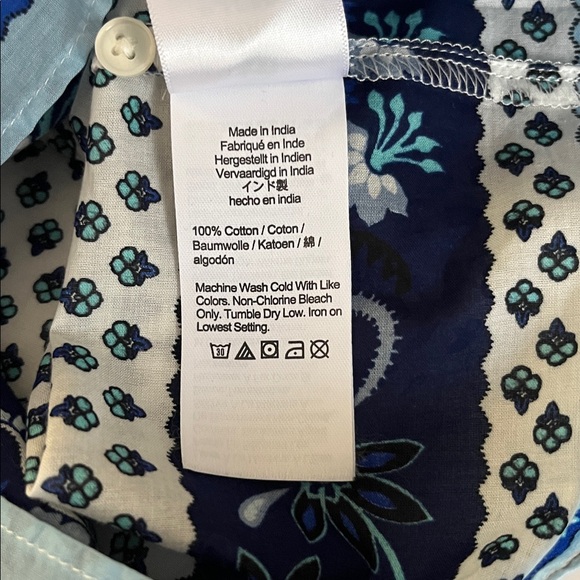 Made in India
Fabriqué en Inde
Hergestellt in Indien
Vervaardigd in India
インド製
hecho en india
100% Cotton / Coton /
Baumwolle / Katoen / 綿 /
algodón
Machine Wash Cold With Like
Colors. Non-Chlorine Bleach
Only. Tumble Dry Low. Iron on
Lowest Setting.
30